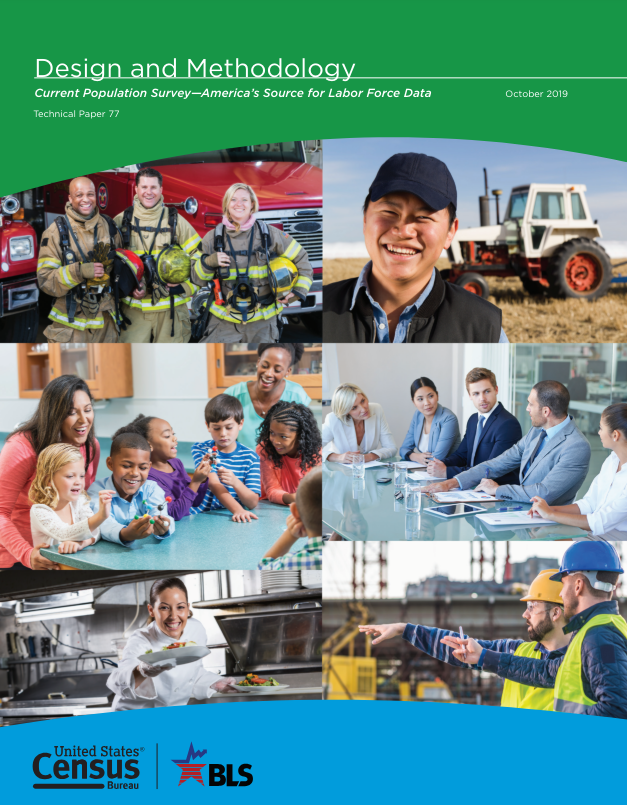 Design and Methodology
Current Population Survey—America's Source for Labor Force Data
October 2019
Technical Paper 77
United States®
Census
Bureau
BLS